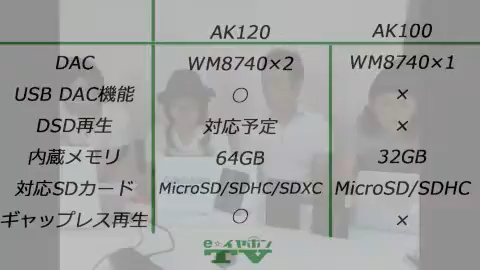 AK120 AK100
DAC WM8740×2 WM8740×1
USB DAC機能 ○ ×
DSD再生 対応予定 ×
内蔵メモリ 64GB 32GB
対応SDカード MicroSD/SDHC/SDXC MicroSD/SDHC
ギャップレス再生 ○ ×
e☆イヤホン
TV